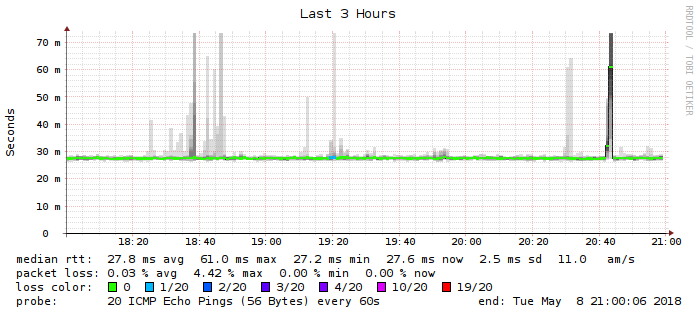 Last 3 Hours
RRDTOOL / TOBI OETIKER
Seconds
70 m
60 m
50 m
40 m
30 m
20 m
10 m
0
18:20 18:40 19:00 19:20 19:40 20:00 20:20 20:40 21:00
median rtt: 27.8 ms avg 61.0 ms max 27.2 ms min 27.6 ms now 2.5 ms sd 11.0 am/s
packet loss: 0.03 % avg 4.42 % max 0.00 % min 0.00 % now
loss color: 0 1/20 2/20 3/20 4/20 10/20 19/20
probe: 20 ICMP Echo Pings (56 Bytes) every 60s end: Tue May 8 21:00:06 2018